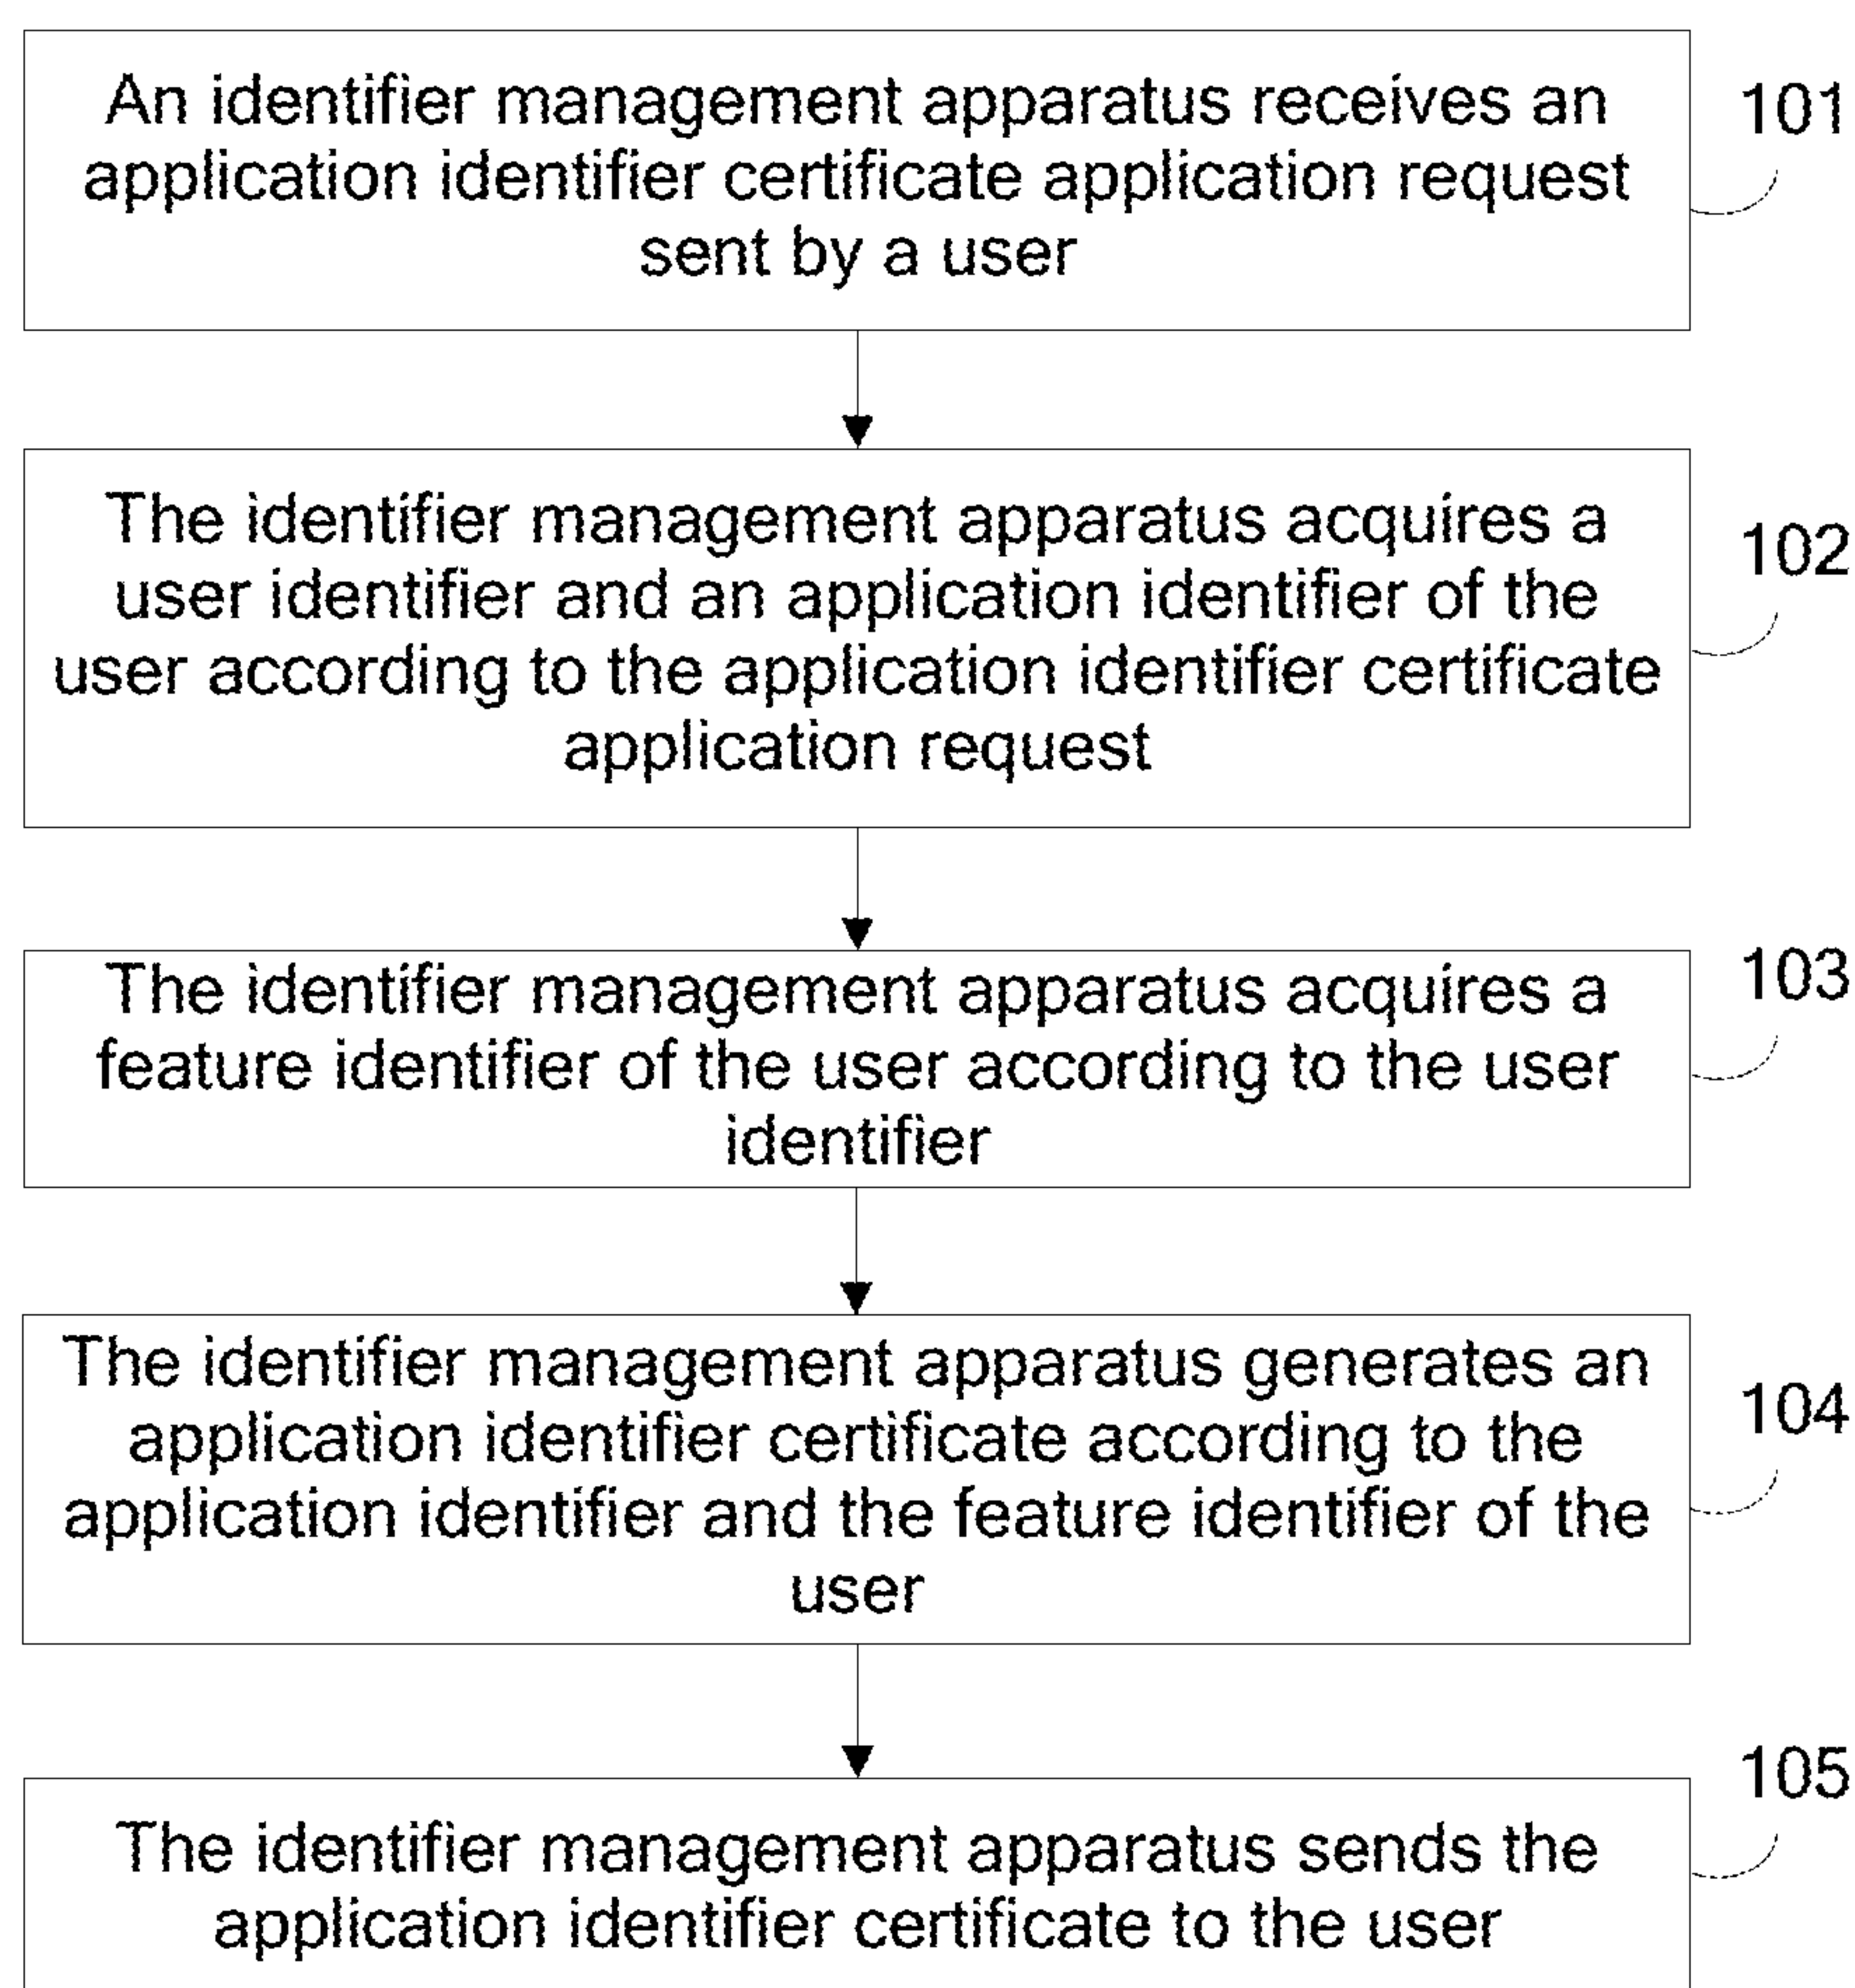 An identifier management apparatus receives an
application identifier certificate application request
sent by a user
101
The identifier management apparatus acquires a
user identifier and an application identifier of the
user according to the application identifier certificate
application request
102
The identifier management apparatus acquires a
feature identifier of the user according to the user
identifier
103
The identifier management apparatus generates an
application identifier certificate according to the
application identifier and the feature identifier of the
user
104
The identifier management apparatus sends the
application identifier certificate to the user
105